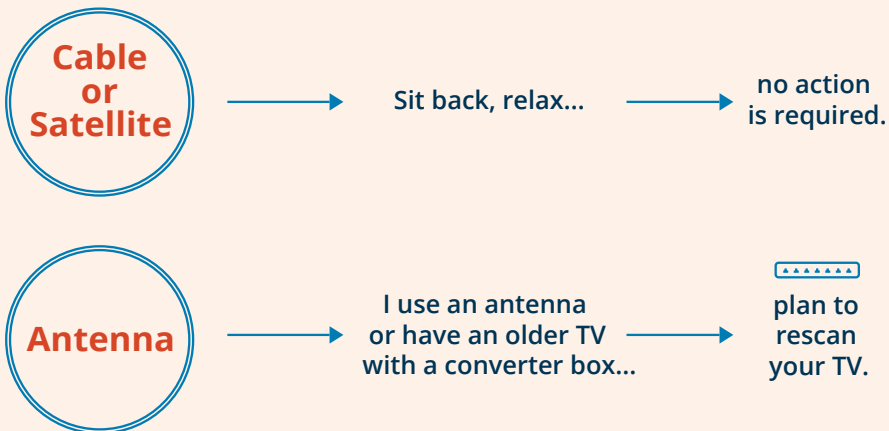 Cable
or
Satellite
Sit back, relax...
no action
is required.
Antenna
I use an antenna
or have an older TV
with a converter box...
plan to
rescan
your TV.